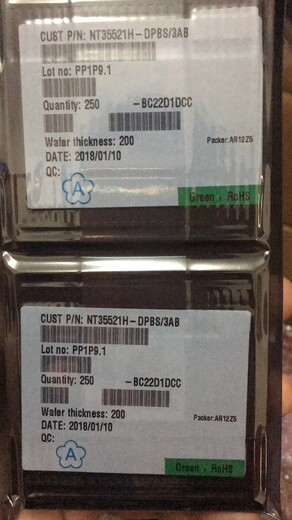 CUST P/N: NT35521H-DPBS/3AB
Lot no: PP1P9.1
Quantity: 250 -BC22D1DCC
Wafer thickness: 200 Packer:AR12Z6
DATE: 2018/01/10
QC:
A
Green , RoHS
CUST P/N: NT35521H-DPBS/3AB
Lot no: PP1P9.1
Quantity: 250 -BC22D1DCC
Wafer thickness: 200 Packer:AR12Z6
DATE: 2018/01/10
QC:
A
Green , RoHS